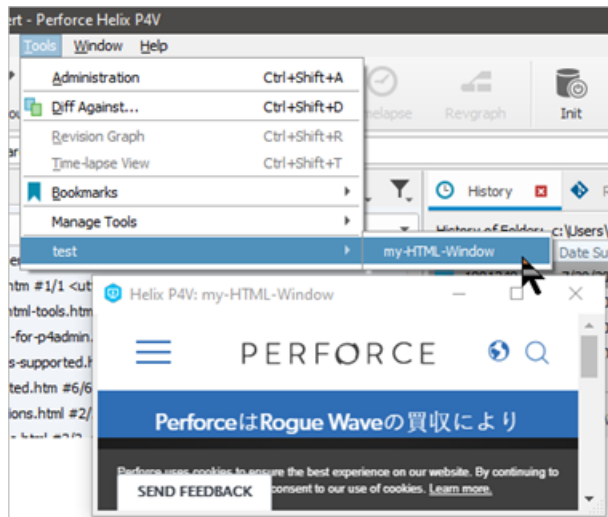 ert - Perforce Helix P4V
Tools Window Help
Administration Ctrl+Shift+A
Diff Against... Ctrl+Shift+D
Revision Graph Ctrl+Shift+R
Time-lapse View Ctrl+Shift+T
Bookmarks
Manage Tools
test
my-HTML-Window
Revgraph Init
History
History of Folder: c:\Users\
Date Su
htm #1/1 <ut
html-tools.htm
-for-p4admin.
s-supported.h
ted.htm #6/6
ions.html #2/
Helix P4V: my-HTML-Window
PERFORCE
PerforceはRogue Waveの買収により
Perforce uses cookies to ensure the best experience on our website. By continuing to
consent to our use of cookies. Learn more.
SEND FEEDBACK